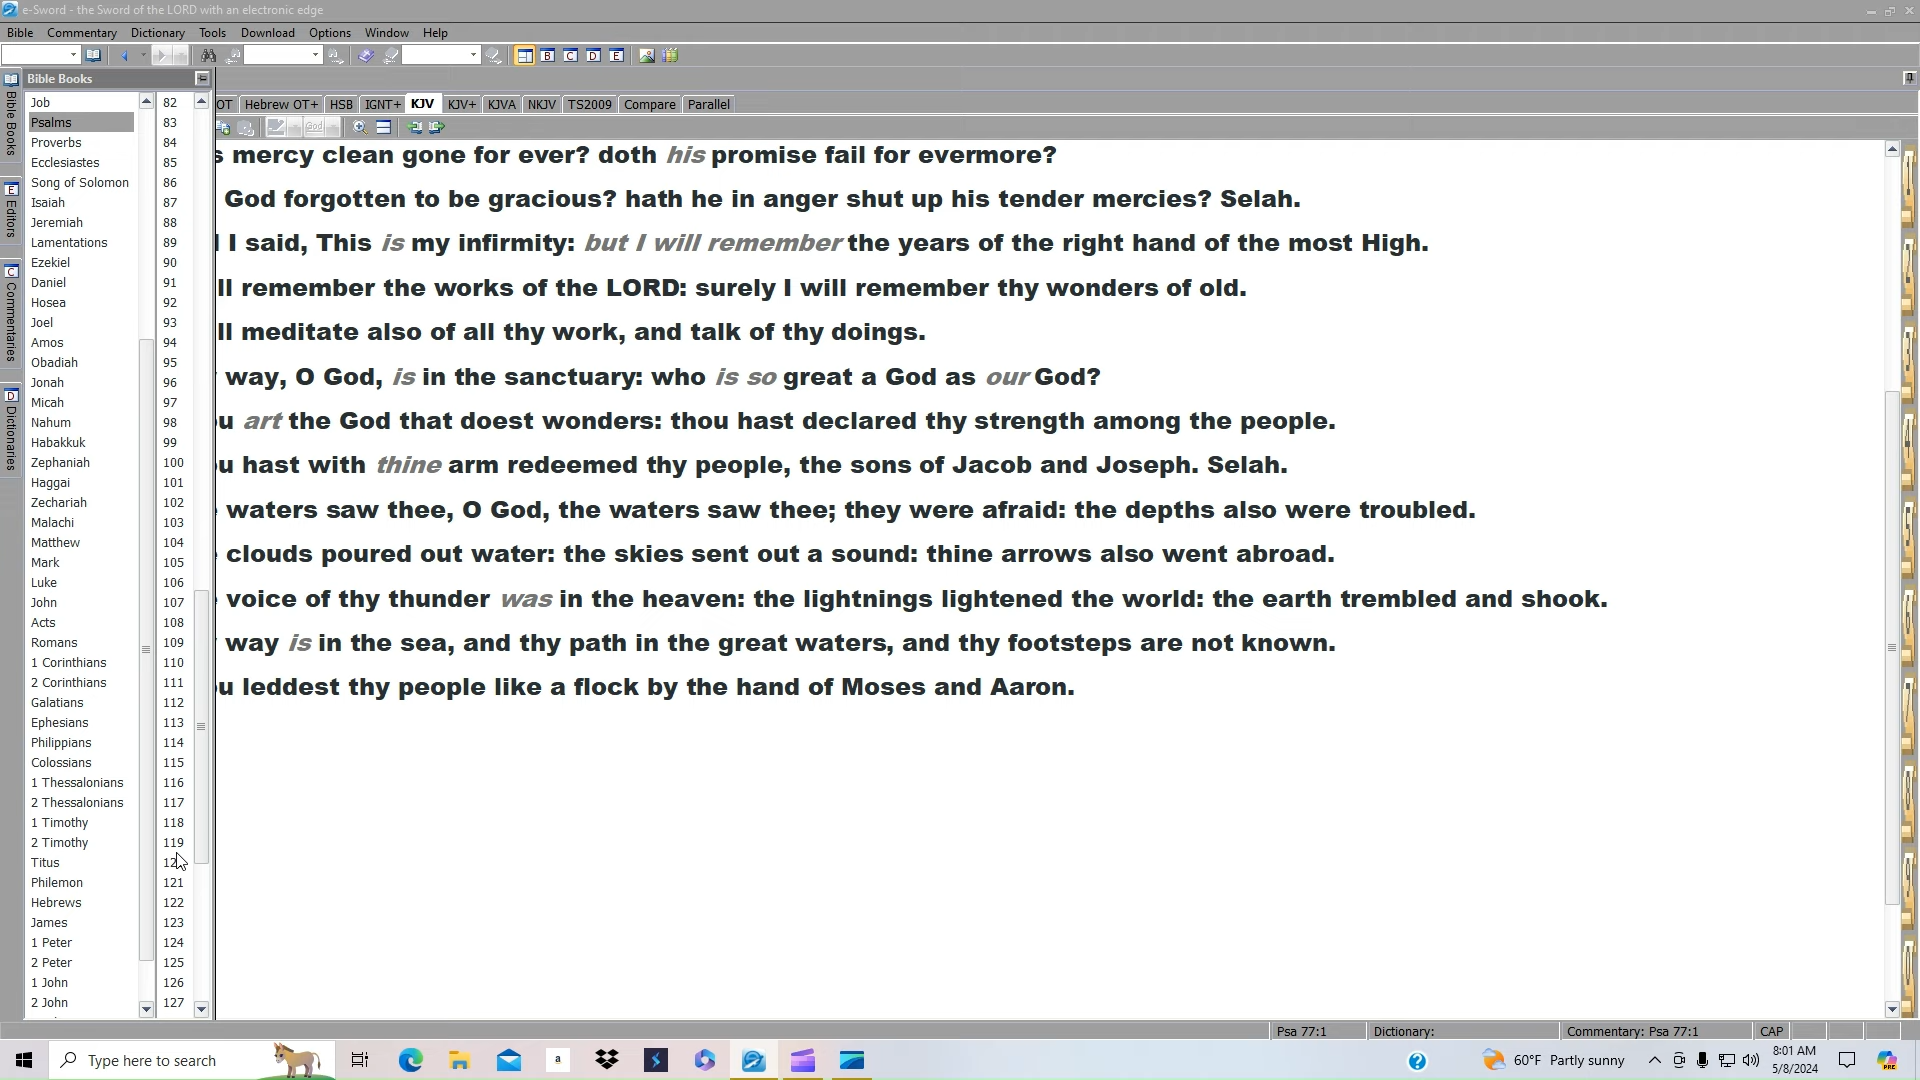 e-Sword - the Sword of the LORD with an electronic edge
Bible Commentary Dictionary Tools Download Options Window Help
B C D E
Bible Books
Bible Books
E Editors
C Commentaries
D Dictionaries
Job
Psalms
Proverbs
Ecclesiastes
Song of Solomon
Isaiah
Jeremiah
Lamentations
Ezekiel
Daniel
Hosea
Joel
Amos
Obadiah
Jonah
Micah
Nahum
Habakkuk
Zephaniah
Haggai
Zechariah
Malachi
Matthew
Mark
Luke
John
Acts
Romans
1 Corinthians
2 Corinthians
Galatians
Ephesians
Philippians
Colossians
1 Thessalonians
2 Thessalonians
1 Timothy
2 Timothy
Titus
Philemon
Hebrews
James
1 Peter
2 Peter
1 John
2 John
82
83
84
85
86
87
88
89
90
91
92
93
94
95
96
97
98
99
100
101
102
103
104
105
106
107
108
109
110
111
112
113
114
115
116
117
118
119
121
122
123
124
125
126
127
OT Hebrew OT+ HSB IGNT+ KJV KJV+ KJVA NKJV TS2009 Compare Parallel
God
s mercy clean gone for ever? doth his promise fail for evermore?
God forgotten to be gracious? hath he in anger shut up his tender mercies? Selah.
I said, This is my infirmity: but I will remember the years of the right hand of the most High.
ll remember the works of the LORD: surely I will remember thy wonders of old.
ll meditate also of all thy work, and talk of thy doings.
way, O God, is in the sanctuary: who is so great a God as our God?
u art the God that doest wonders: thou hast declared thy strength among the people.
u hast with thine arm redeemed thy people, the sons of Jacob and Joseph. Selah.
waters saw thee, O God, the waters saw thee; they were afraid: the depths also were troubled.
clouds poured out water: the skies sent out a sound: thine arrows also went abroad.
voice of thy thunder was in the heaven: the lightnings lightened the world: the earth trembled and shook.
way is in the sea, and thy path in the great waters, and thy footsteps are not known.
u leddest thy people like a flock by the hand of Moses and Aaron.
Psa 77:1 Dictionary: Commentary: Psa 77:1 CAP
Type here to search
a
60°F Partly sunny
8:01 AM
5/8/2024
PRE